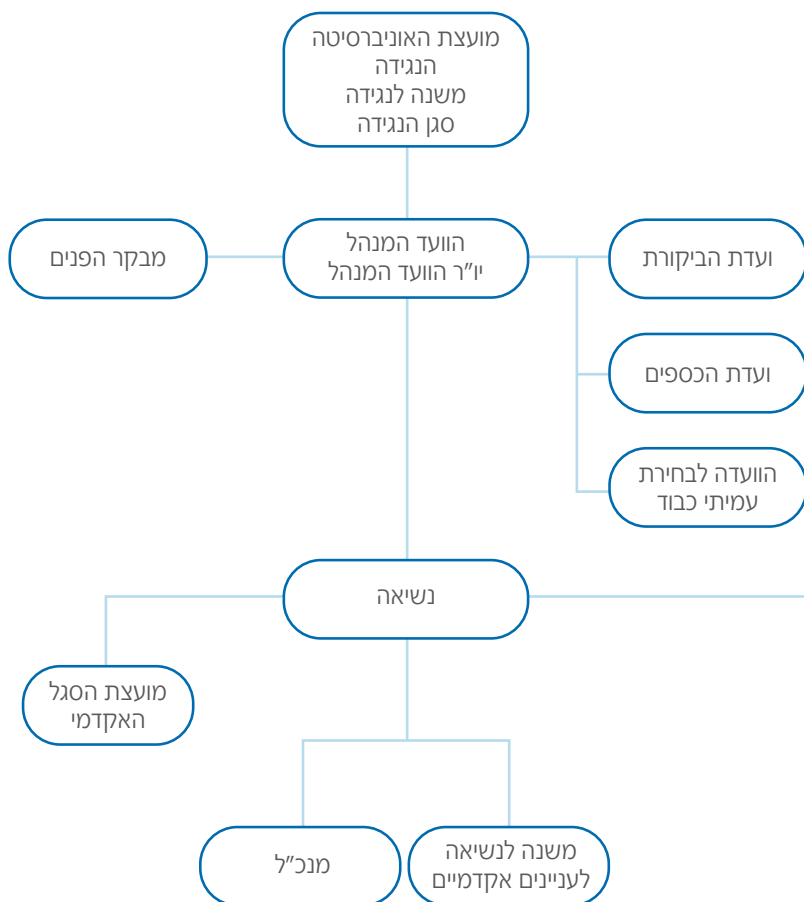 מועצת האוניברסיטה
הנגידה
משנה לנגידה
סגן הנגידה
הוועד המנהל
יו"ר הוועד המנהל
ועדת הביקורת
מבקר הפנים
ועדת הכספים
הוועדה לבחירת
עמיתי כבוד
נשיאה
מועצת הסגל
האקדמי
משנה לנשיאה
לעניינים אקדמיים
מנכ"ל